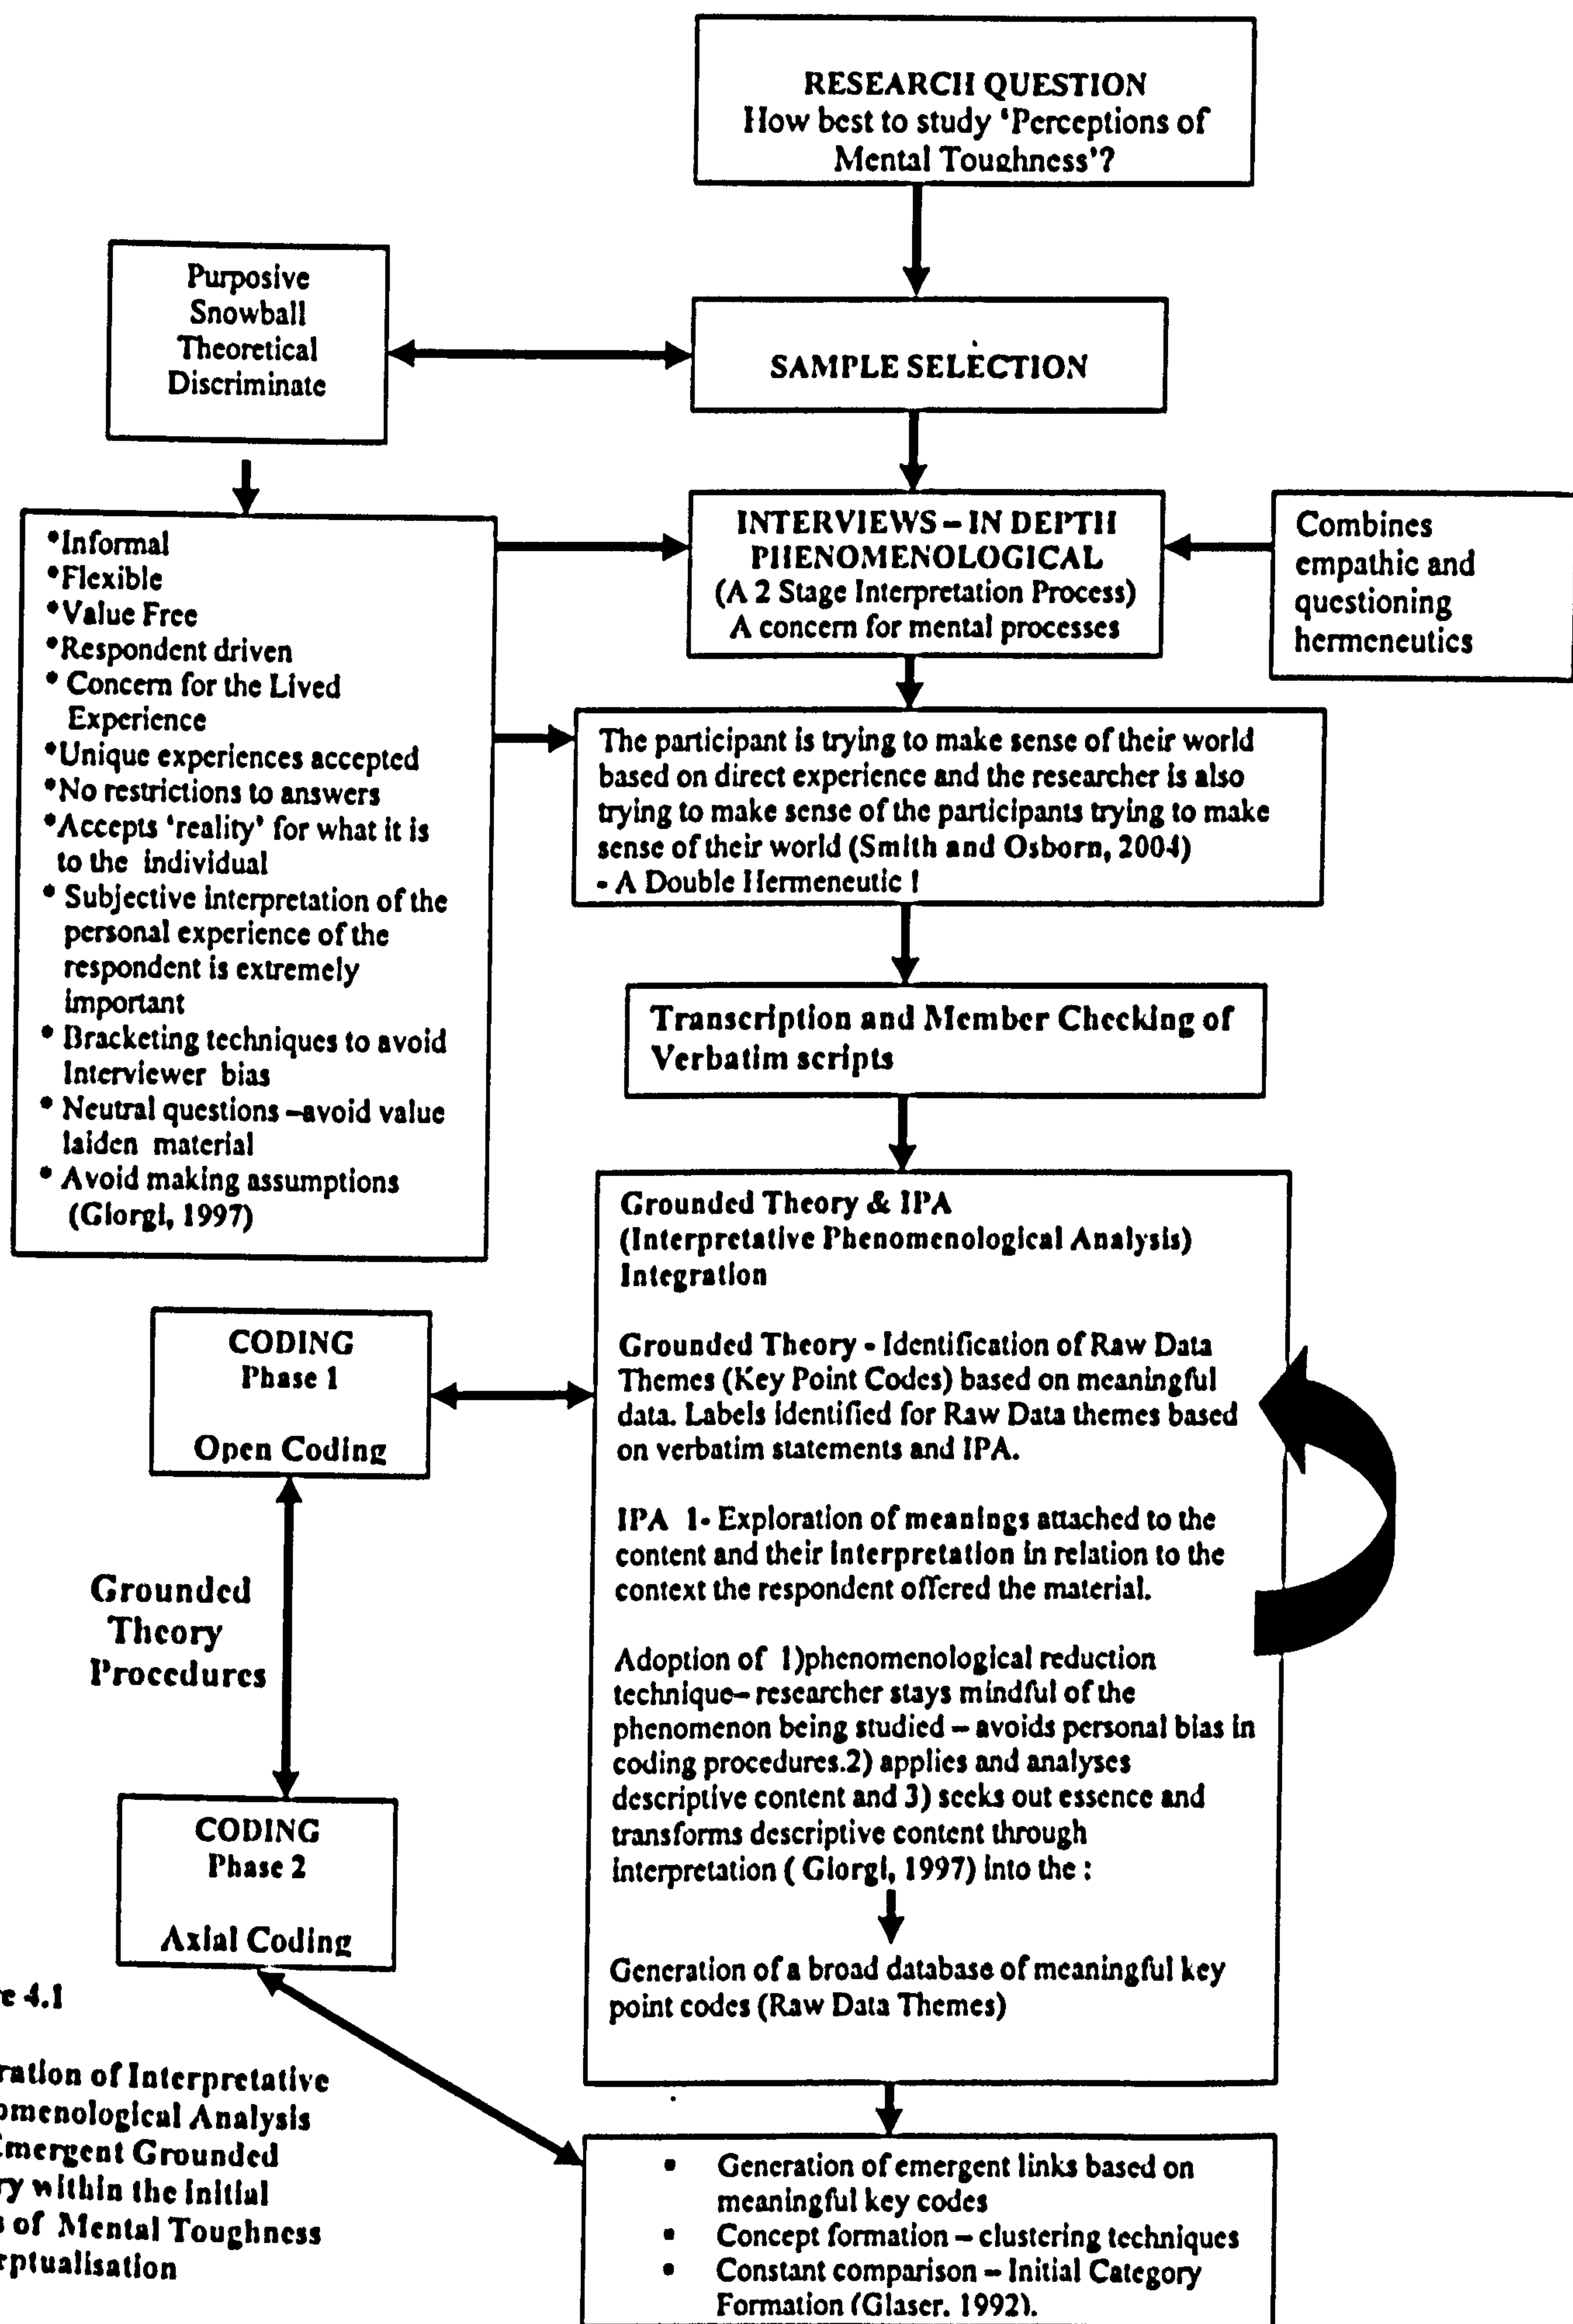 RESEARCH QUESTION
How best to study ‘Perceptions of
Mental Toughness’?
Purposive
Snowball
Theoretical
Discriminate
SAMPLE SELECTION
•Informal
•Flexible
•Value Free
•Respondent driven
• Concern for the Lived
Experience
•Unique experiences accepted
•No restrictions to answers
•Accepts ‘reality’ for what it is
to the individual
• Subjective interpretation of the
personal experience of the
respondent is extremely
important
• Bracketing techniques to avoid
Interviewer bias
• Neutral questions –avoid value
laiden material
• Avoid making assumptions
(Giorgi, 1997)
INTERVIEWS – IN DEPTH
PHENOMENOLOGICAL
(A 2 Stage Interpretation Process)
A concern for mental processes
Combines
empathic and
questioning
hermeneutics
The participant is trying to make sense of their world
based on direct experience and the researcher is also
trying to make sense of the participants trying to make
sense of their world (Smith and Osborn, 2004)
- A Double Hermeneutic !
Transcription and Member Checking of
Verbatim scripts
Grounded Theory & IPA
(Interpretative Phenomenological Analysis)
Integration
Grounded Theory - Identification of Raw Data
Themes (Key Point Codes) based on meaningful
data. Labels identified for Raw Data themes based
on verbatim statements and IPA.
IPA 1- Exploration of meanings attached to the
content and their interpretation in relation to the
context the respondent offered the material.
Adoption of 1)phenomenological reduction
technique– researcher stays mindful of the
phenomenon being studied – avoids personal bias in
coding procedures.2) applies and analyses
descriptive content and 3) seeks out essence and
transforms descriptive content through
interpretation ( Giorgi, 1997) into the :
Generation of a broad database of meaningful key
point codes (Raw Data Themes)
CODING
Phase 1
Open Coding
Grounded
Theory
Procedures
CODING
Phase 2
Axial Coding
▪ Generation of emergent links based on
meaningful key codes
▪ Concept formation – clustering techniques
▪ Constant comparison – Initial Category
Formation (Glaser, 1992).
4.1
of Interpretative
Analysis
Emergent Grounded
within the initial
of Mental Toughness